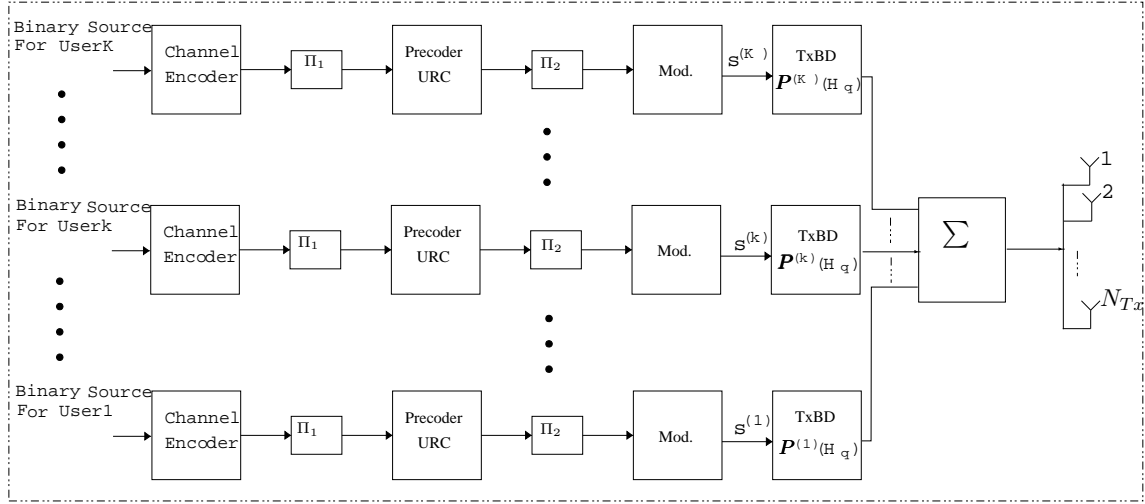 Binary Source
For UserK
Channel
Encoder
Π1
Precoder
URC
Π2
Mod.
s(K)
TxBD
P(K)(Hq)
1
2
Binary Source
For Userk
Channel
Encoder
Π1
Precoder
URC
Π2
Mod.
s(k)
TxBD
P(k)(Hq)
Σ
NTx
Binary Source
For User1
Channel
Encoder
Π1
Precoder
URC
Π2
Mod.
s(1)
TxBD
P(1)(Hq)